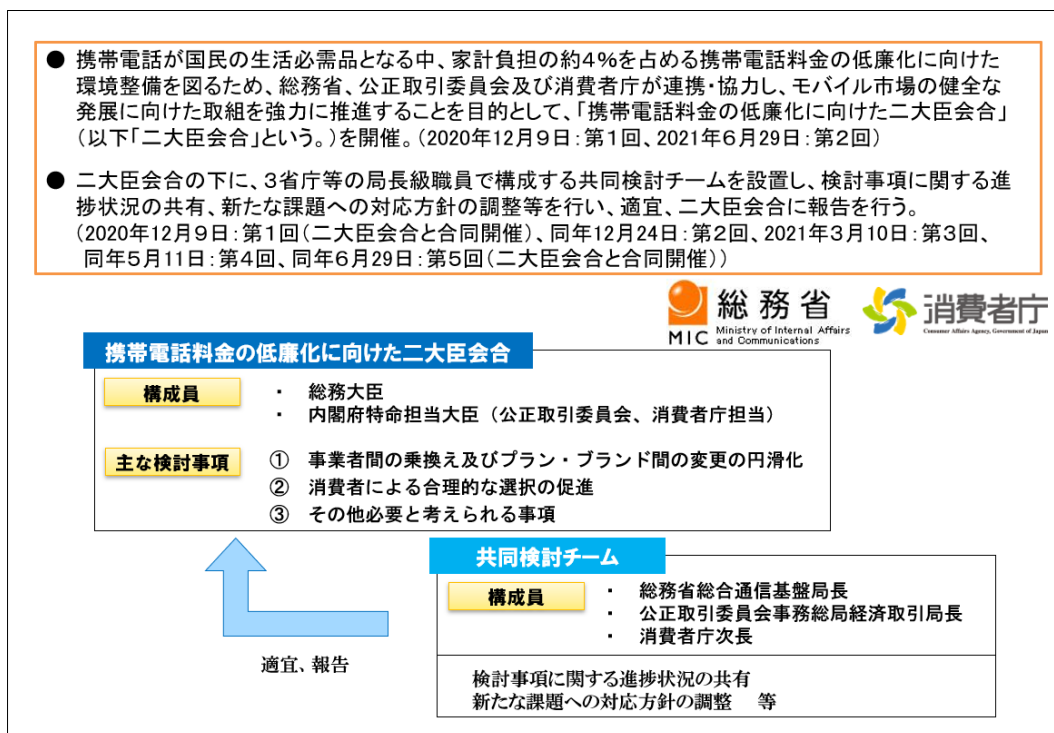 ● 携帯電話が国民の生活必需品となる中、家計負担の約4%を占める携帯電話料金の低廉化に向けた
環境整備を図るため、総務省、公正取引委員会及び消費者庁が連携・協力し、モバイル市場の健全な
発展に向けた取組を強力に推進することを目的として、「携帯電話料金の低廉化に向けた二大臣会合」
(以下「二大臣会合」という。)を開催。(2020年12月9日:第1回、2021年6月29日:第2回)
● 二大臣会合の下に、3省庁等の局長級職員で構成する共同検討チームを設置し、検討事項に関する進
捗状況の共有、新たな課題への対応方針の調整等を行い、適宜、二大臣会合に報告を行う。
(2020年12月9日:第1回(二大臣会合と合同開催)、同年12月24日:第2回、2021年3月10日:第3回、
同年5月11日:第4回、同年6月29日:第5回(二大臣会合と合同開催))
MIC
総務省
Ministry of Internal Affairs
and Communications
消費者庁
Consumer Affairs Agency, Government of Japan
携帯電話料金の低廉化に向けた二大臣会合
構成員
・ 総務大臣
・ 内閣府特命担当大臣(公正取引委員会、消費者庁担当)
主な検討事項
① 事業者間の乗換え及びプラン・ブランド間の変更の円滑化
② 消費者による合理的な選択の促進
③ その他必要と考えられる事項
適宜、報告
共同検討チーム
構成員
・ 総務省総合通信基盤局長
・ 公正取引委員会事務総局経済取引局長
・ 消費者庁次長
検討事項に関する進捗状況の共有
新たな課題への対応方針の調整 等